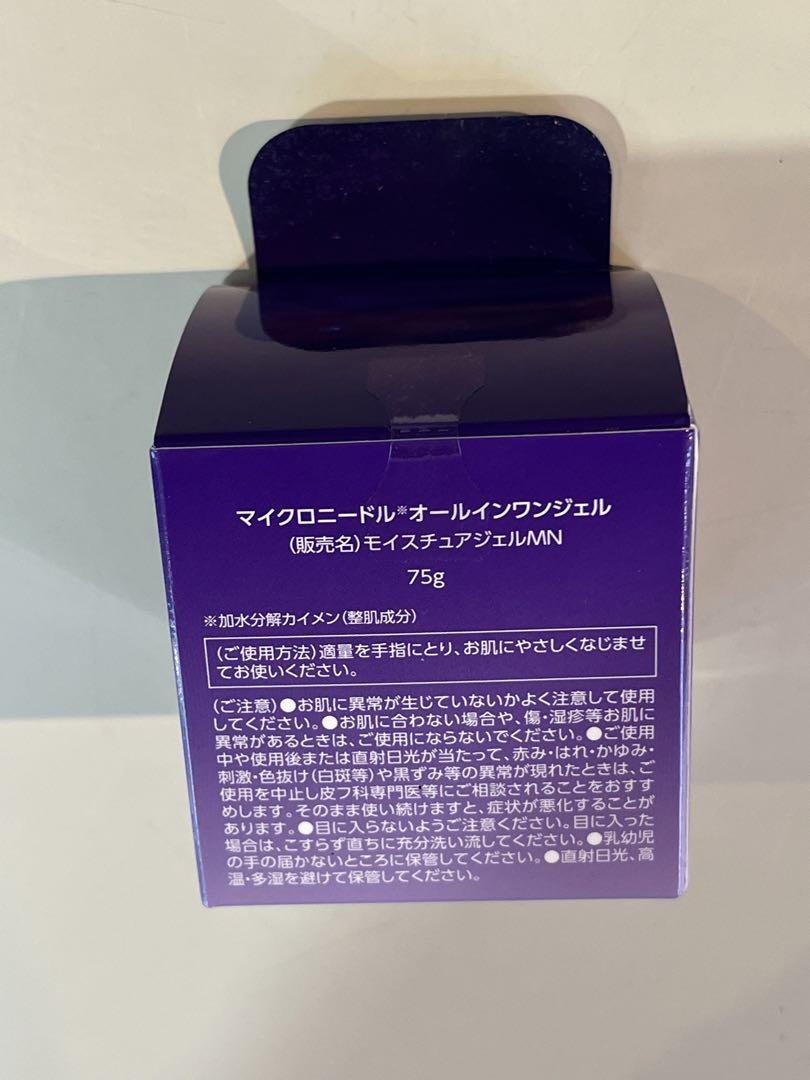 マイクロニードル※オールインワンジェル
(販売名)モイスチュアジェルMN
75g
※加水分解カイメン(整肌成分)
(ご使用方法)適量を手指にとり、お肌にやさしくなじませ
てお使いください。
(ご注意)●お肌に異常が生じていないかよく注意して使用
してください。●お肌に合わない場合や、傷・湿疹等お肌に
異常があるときは、ご使用にならないでください。●ご使用
中や使用後または直射日光が当たって、赤み・はれ・かゆみ・
刺激・色抜け(白斑等)や黒ずみ等の異常が現れたときは、ご
使用を中止し皮フ科専門医等にご相談されることをおすす
めします。そのまま使い続けますと、症状が悪化することが
あります。●目に入らないようご注意ください。目に入った
場合は、こすらず直ちに充分洗い流してください。●乳幼児
の手の届かないところに保管してください。●直射日光、高
温・多湿を避けて保管してください。